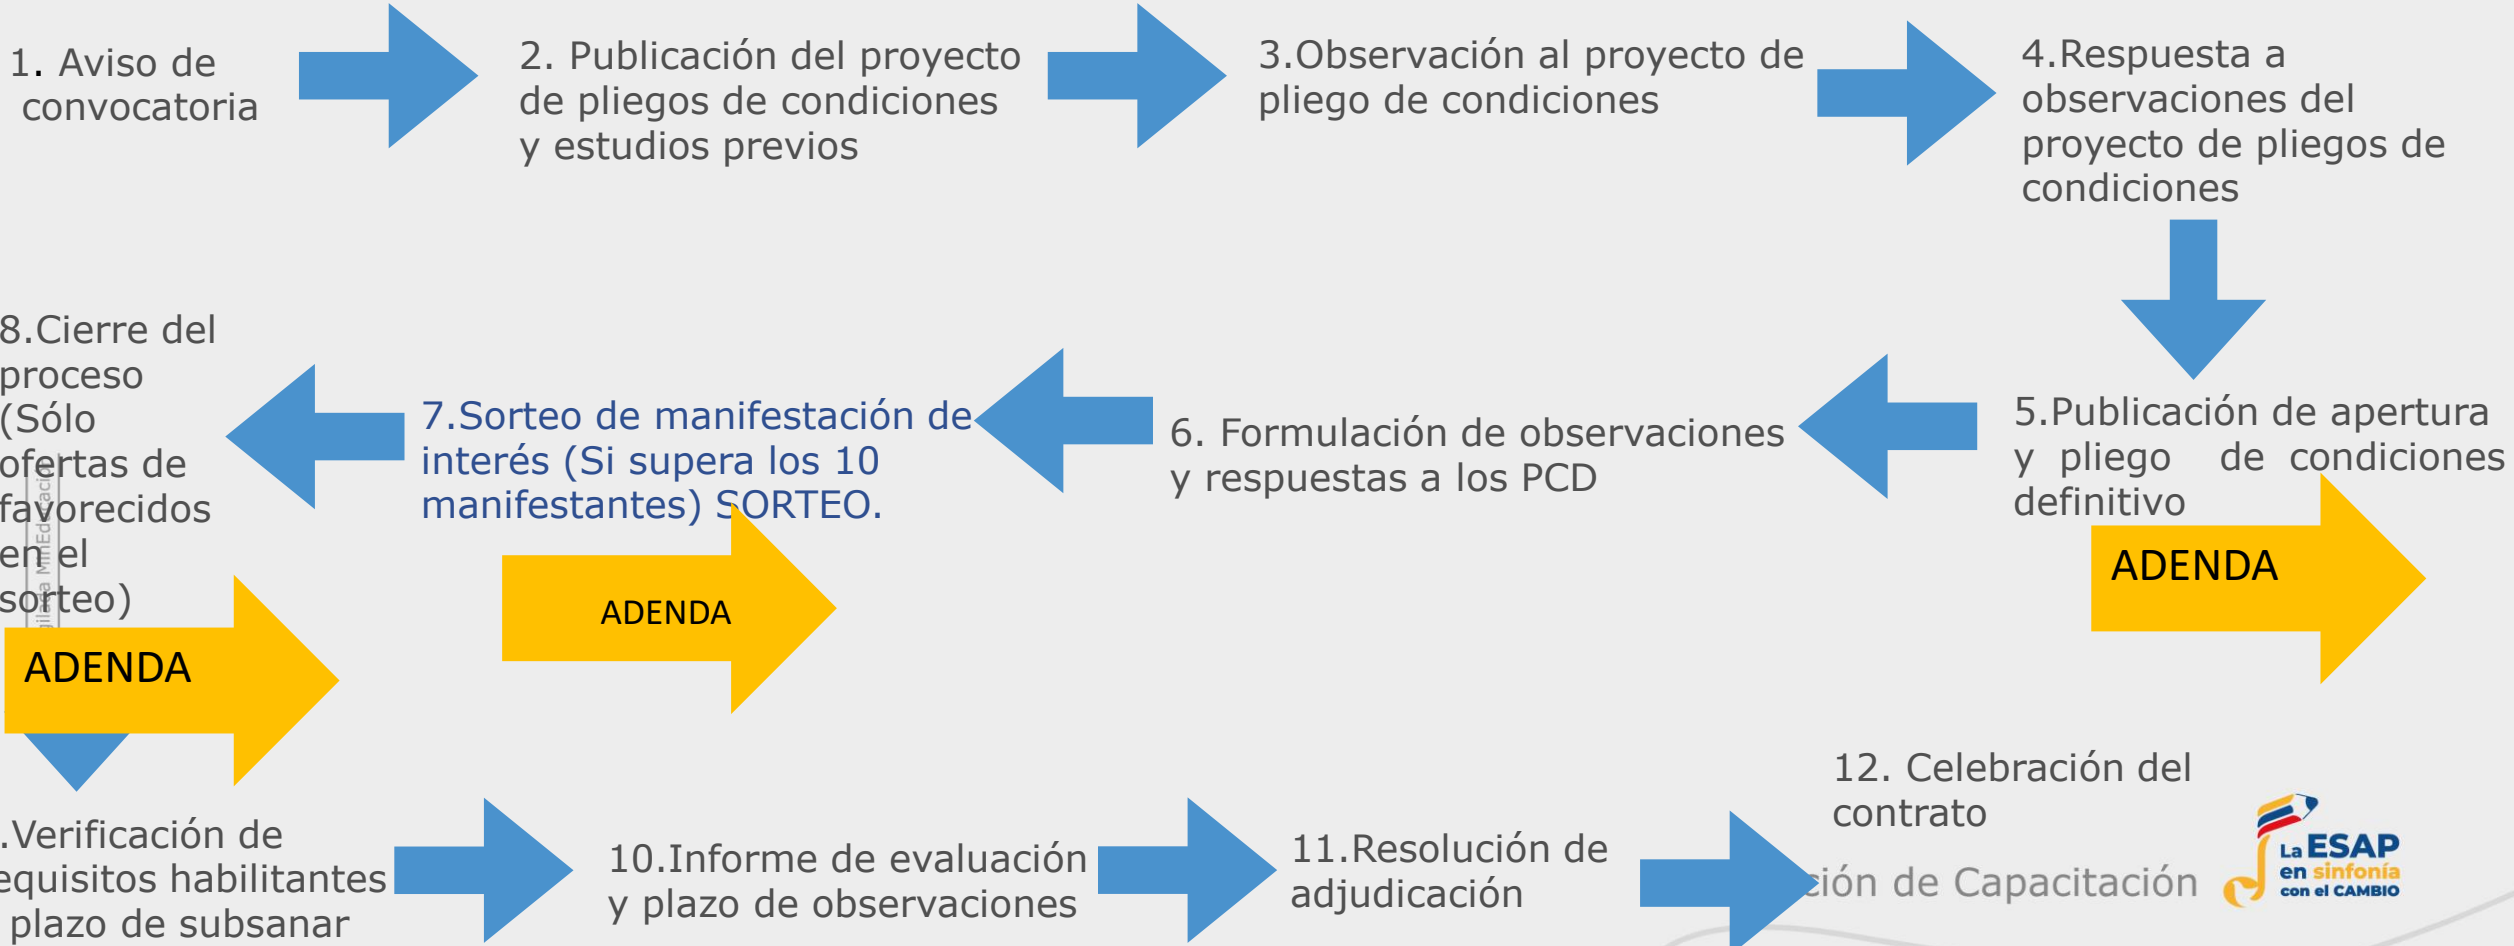 1. Aviso de
convocatoria
2. Publicación del proyecto
de pliegos de condiciones
y estudios previos
3.Observación al proyecto de
pliego de condiciones
4.Respuesta a
observaciones del
proyecto de pliegos de
condiciones
5.Publicación de apertura
y pliego de condiciones
definitivo
ADENDA
6. Formulación de observaciones
y respuestas a los PCD
7.Sorteo de manifestación de
interés (Si supera los 10
manifestantes) SORTEO.
ADENDA
8.Cierre del
proceso
(Sólo
ofertas de
favorecidos
en el
sorteo)
ADENDA
MinEducación
.Verificación de
equisitos habilitantes
plazo de subsanar
10.Informe de evaluación
y plazo de observaciones
11.Resolución de
adjudicación
12. Celebración del
contrato
ción de Capacitación
La ESAP
en sinfonía
con el CAMBIO